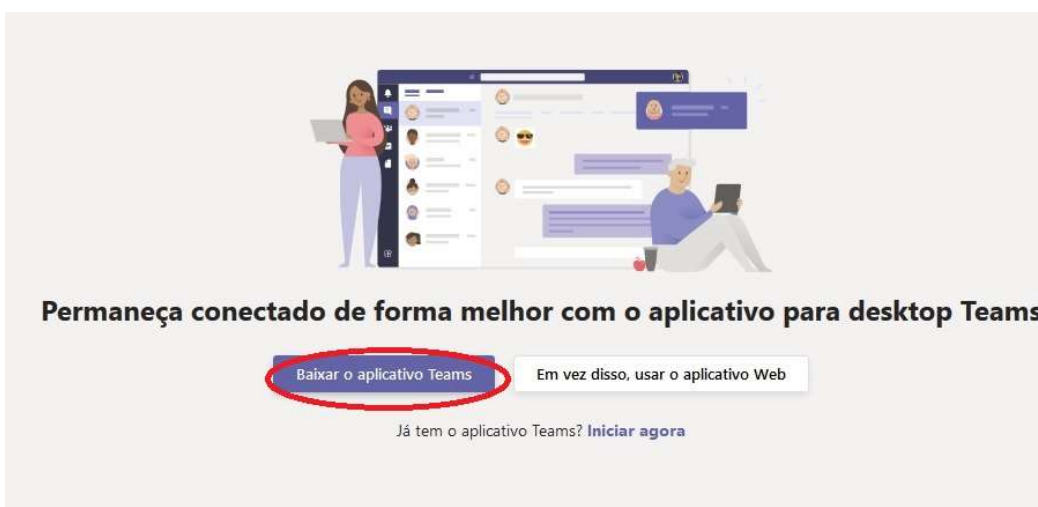 Permaneça conectado de forma melhor com o aplicativo para desktop Teams
Baixar o aplicativo Teams
Em vez disso, usar o aplicativo Web
Já tem o aplicativo Teams? Iniciar agora